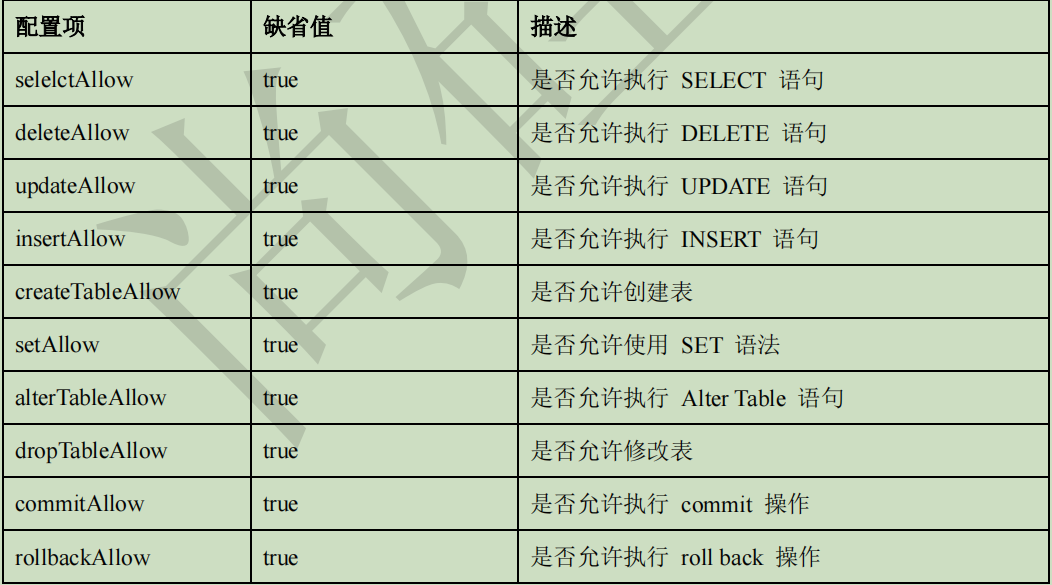 配置项 缺省值 描述
selelctAllow true 是否允许执行 SELECT 语句
deleteAllow true 是否允许执行 DELETE 语句
updateAllow true 是否允许执行 UPDATE 语句
insertAllow true 是否允许执行 INSERT 语句
createTableAllow true 是否允许创建表
setAllow true 是否允许使用 SET 语法
alterTableAllow true 是否允许执行 Alter Table 语句
dropTableAllow true 是否允许修改表
commitAllow true 是否允许执行 commit 操作
rollbackAllow true 是否允许执行 roll back 操作
尚